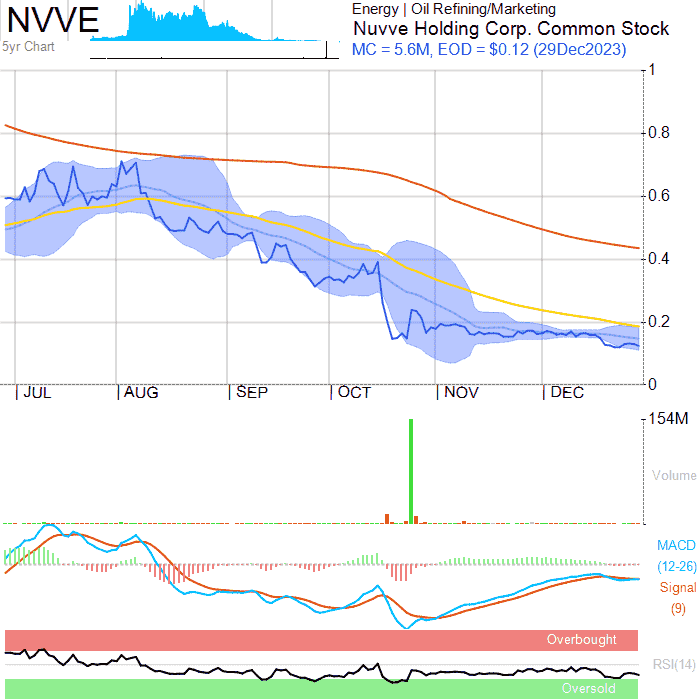 NVVE
Energy | Oil Refining/Marketing
Nuvve Holding Corp. Common Stock
5yr Chart
MC = 5.6M, EOD = $0.12 (29Dec2023)
1
0.8
0.6
0.4
0.2
0
JUL AUG SEP OCT NOV DEC
154M
Volume
MACD
(12-26)
Signal
(9)
Overbought
RSI(14)
Oversold